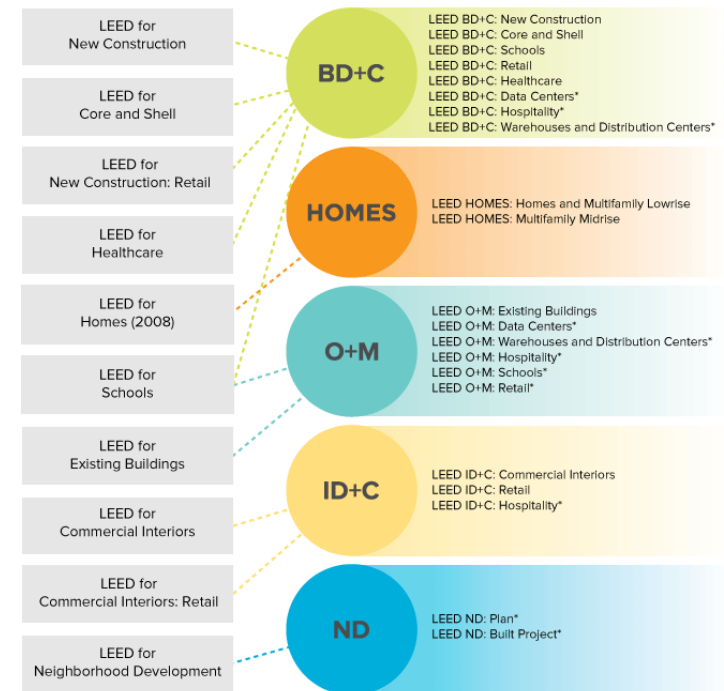 LEED for
New Construction
LEED for
Core and Shell
LEED for
New Construction: Retail
LEED for
Healthcare
LEED for
Homes (2008)
LEED for
Schools
LEED for
Existing Buildings
LEED for
Commercial Interiors
LEED for
Commercial Interiors: Retail
LEED for
Neighborhood Development
BD+C
LEED BD+C: New Construction
LEED BD+C: Core and Shell
LEED BD+C: Schools
LEED BD+C: Retail
LEED BD+C: Healthcare
LEED BD+C: Data Centers*
LEED BD+C: Hospitality*
LEED BD+C: Warehouses and Distribution Centers*
HOMES
LEED HOMES: Homes and Multifamily Lowrise
LEED HOMES: Multifamily Midrise
O+M
LEED O+M: Existing Buildings
LEED O+M: Data Centers*
LEED O+M: Warehouses and Distribution Centers*
LEED O+M: Hospitality*
LEED O+M: Schools*
LEED O+M: Retail*
ID+C
LEED ID+C: Commercial Interiors
LEED ID+C: Retail
LEED ID+C: Hospitality*
ND
LEED ND: Plan*
LEED ND: Built Project*